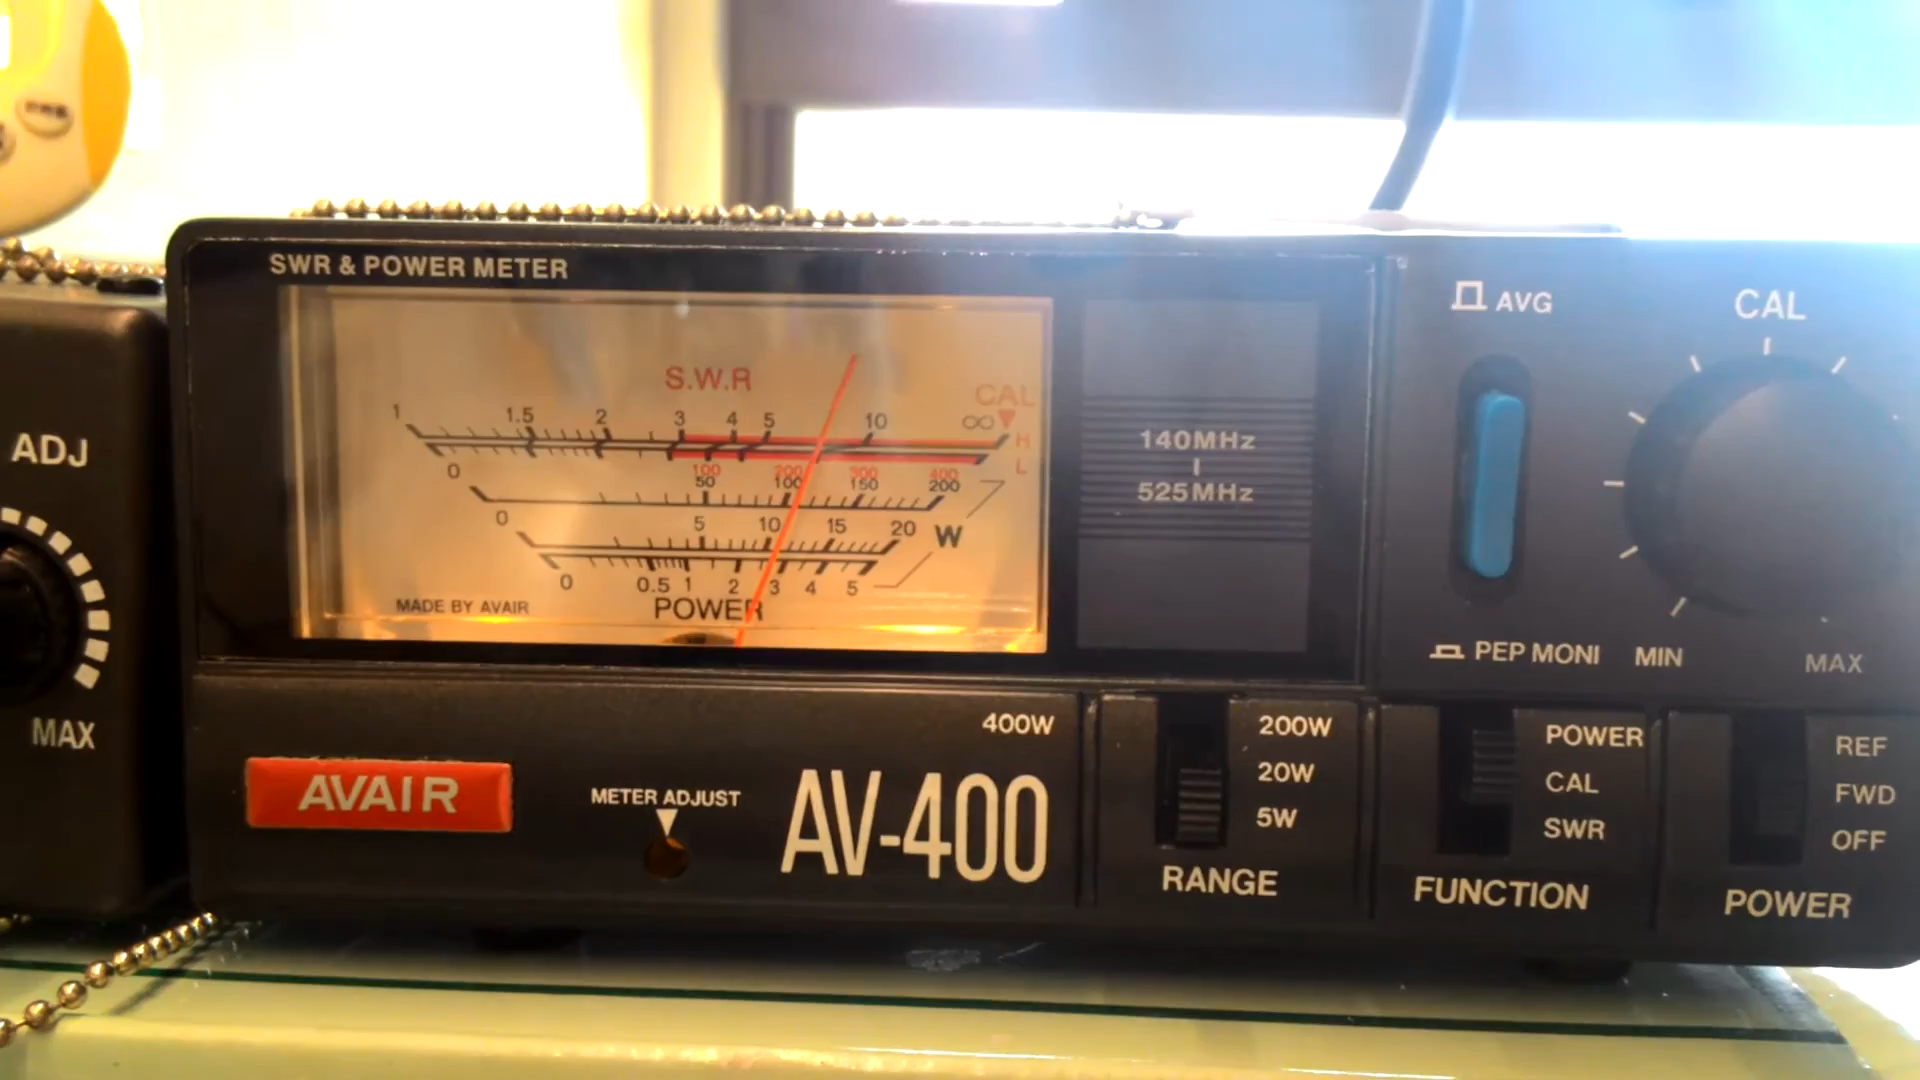 SWR & POWER METER
S.W.R
CAL
1 1.5 2 3 4 5 10 ∞
H
L
0 100 200 300 400
50 100 150 200
0 5 10 15 20
W
0 0.5 1 2 3 4 5
MADE BY AVAIR
POWER
140MHz
525MHz
AVG
CAL
PEP MONI
MIN
MAX
ADJ
MAX
400W
AVAIR
METER ADJUST
AV-400
200W
20W
5W
RANGE
POWER
CAL
SWR
FUNCTION
REF
FWD
OFF
POWER